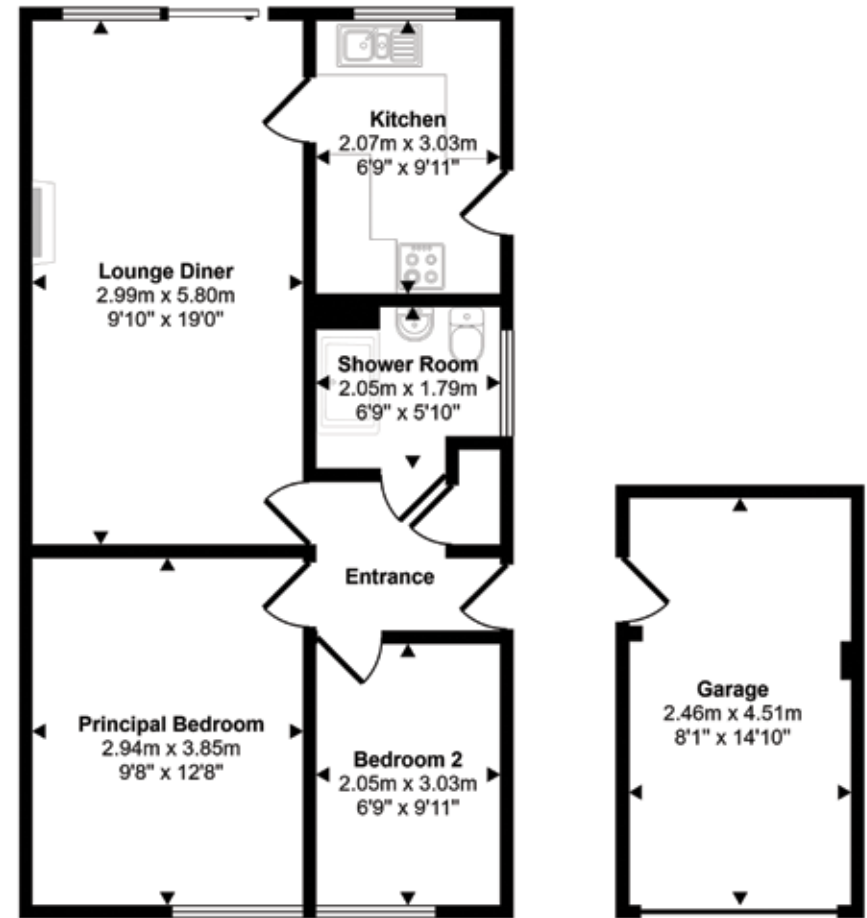 Kitchen
2.07m x 3.03m
6'9" x 9'11"
Lounge Diner
2.99m x 5.80m
9'10" x 19'0"
Shower Room
2.05m x 1.79m
6'9" x 5'10"
Entrance
Principal Bedroom
2.94m x 3.85m
9'8" x 12'8"
Bedroom 2
2.05m x 3.03m
6'9" x 9'11"
Garage
2.46m x 4.51m
8'1" x 14'10"